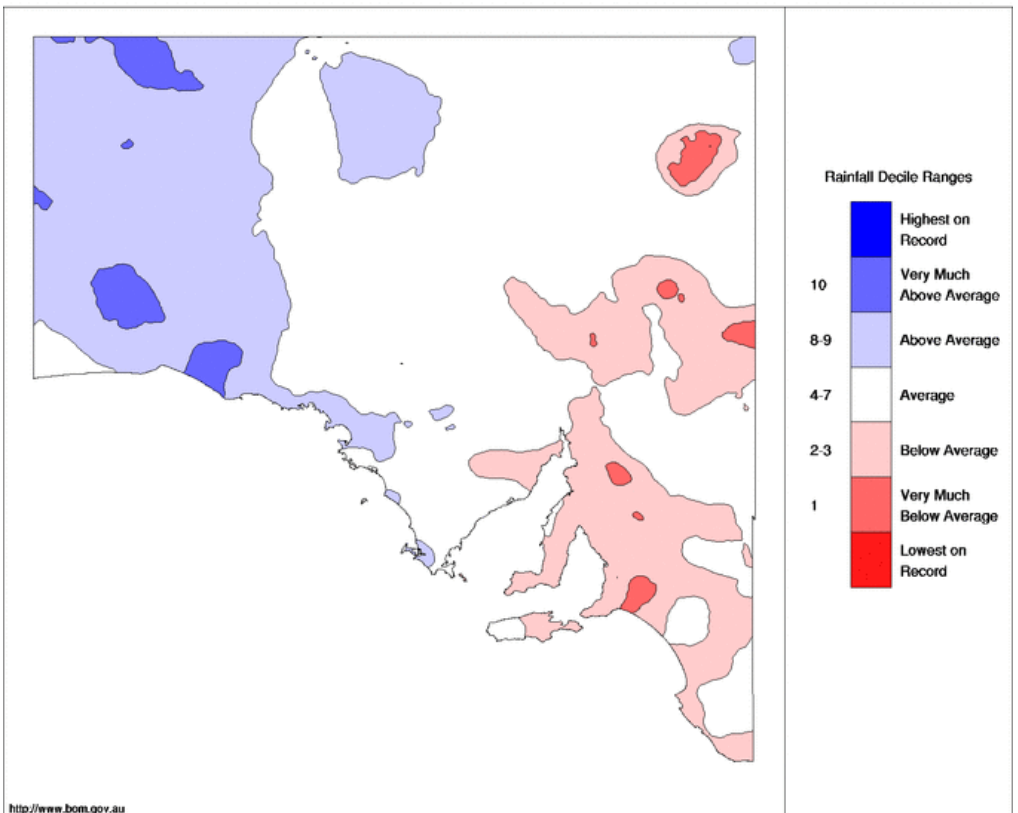 Rainfall Decile Ranges
Highest on
Record
10
Very Much
Above Average
8-9
Above Average
4-7
Average
2-3
Below Average
1
Very Much
Below Average
Lowest on
Record
http://www.bom.gov.au